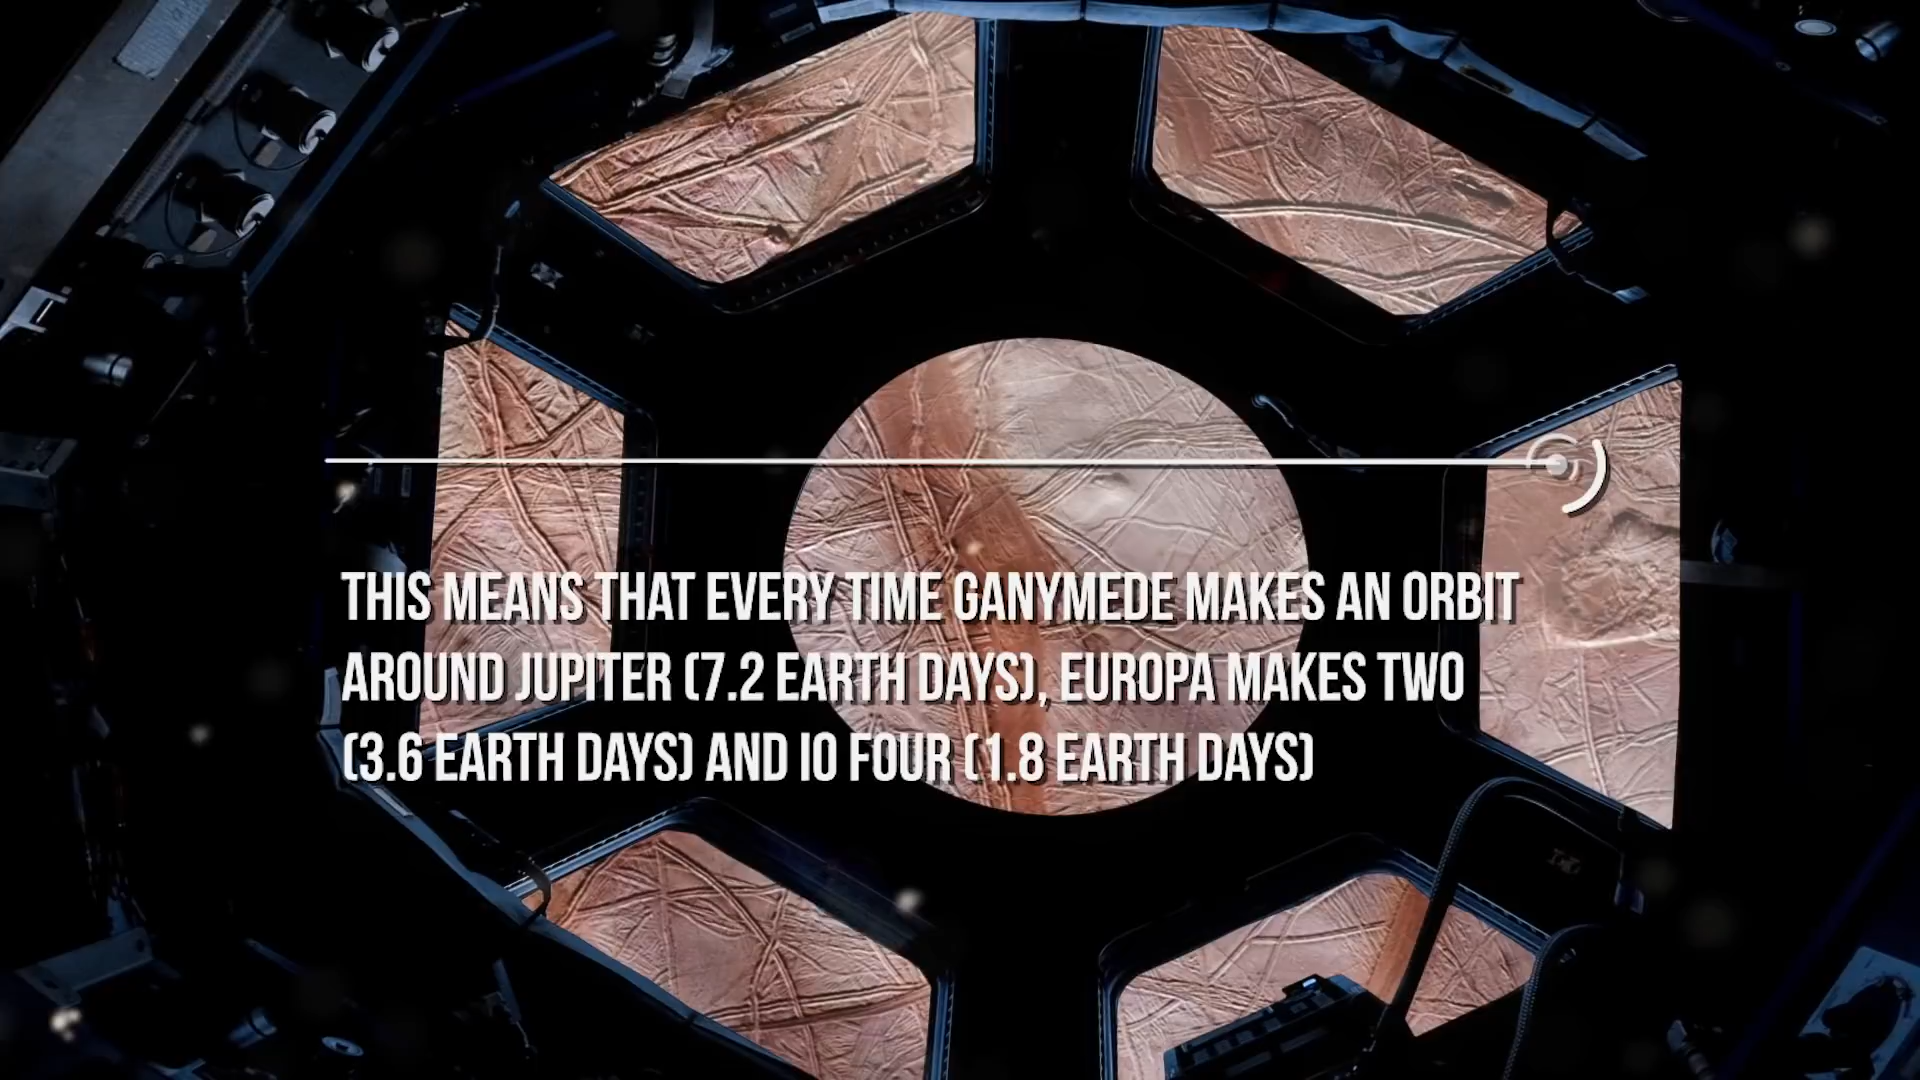 THIS MEANS THAT EVERY TIME GANYMEDE MAKES AN ORBIT
AROUND JUPITER (7.2 EARTH DAYS), EUROPA MAKES TWO
(3.6 EARTH DAYS) AND IO FOUR (1.8 EARTH DAYS)